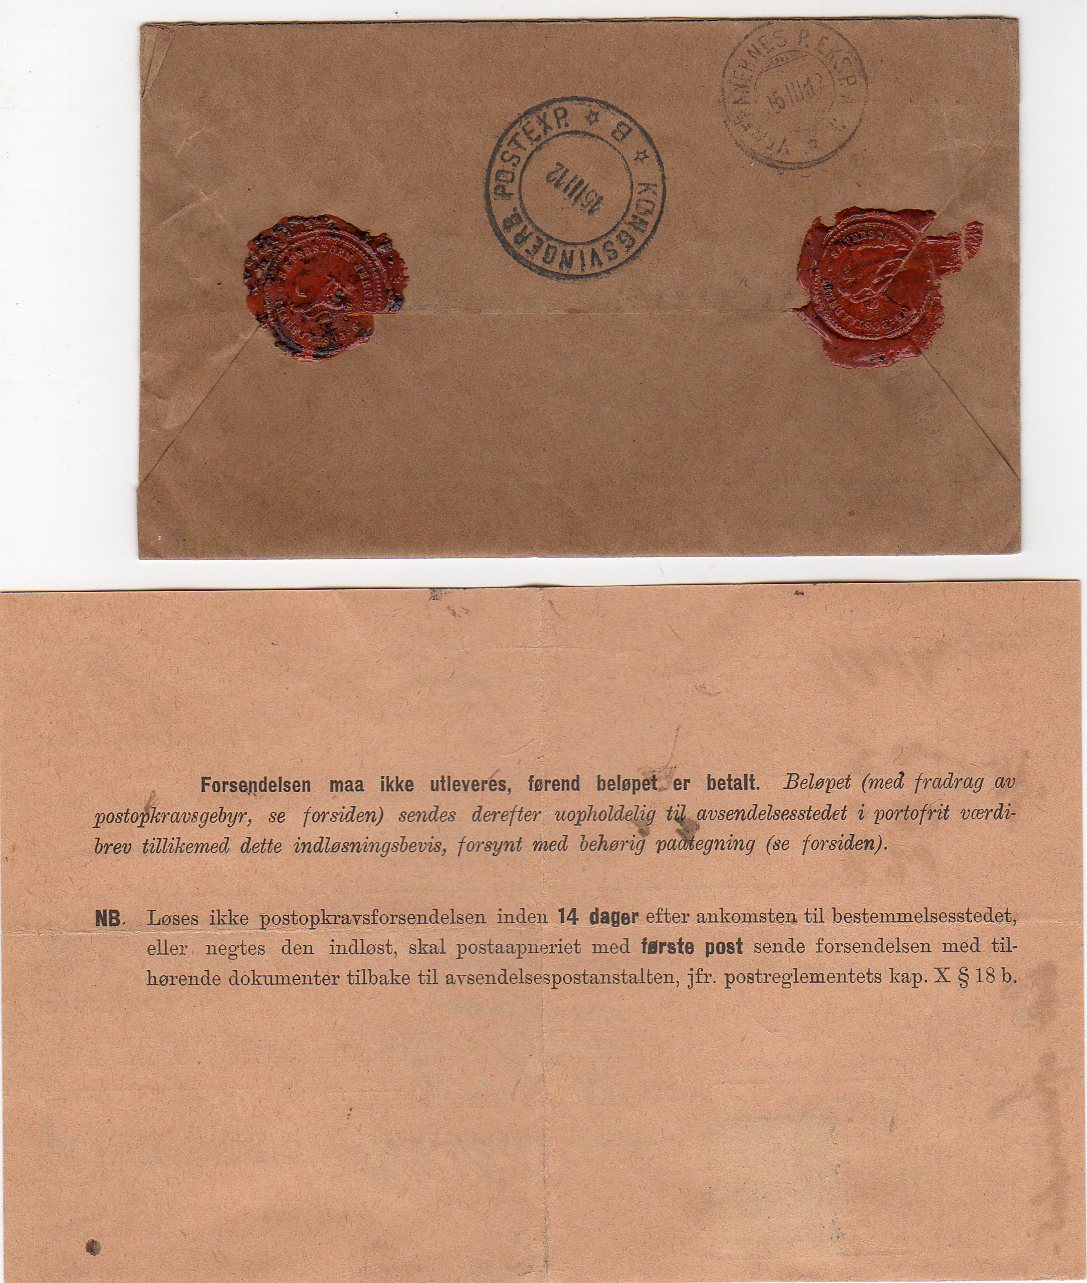 VESTBANERNES P. EKSP. A
15 III 12
KONGSVINGERB. POSTEXP. B
15 III 12
Forsendelsen maa ikke utleveres, førend beløpet er betalt. Beløpet (med fradrag av
postopkravsgebyr, se forsiden) sendes derefter uopholdelig til avsendelsesstedet i portofrit værdi-
brev tillikemed dette indløsningsbevis, forsynt med behørig paategning (se forsiden).
NB. Løses ikke postopkravsforsendelsen inden 14 dager efter ankomsten til bestemmelsesstedet,
eller negtes den indløst, skal postaapneriet med første post sende forsendelsen med til-
hørende dokumenter tilbake til avsendelsespostanstalten, jfr. postreglementets kap. X § 18 b.